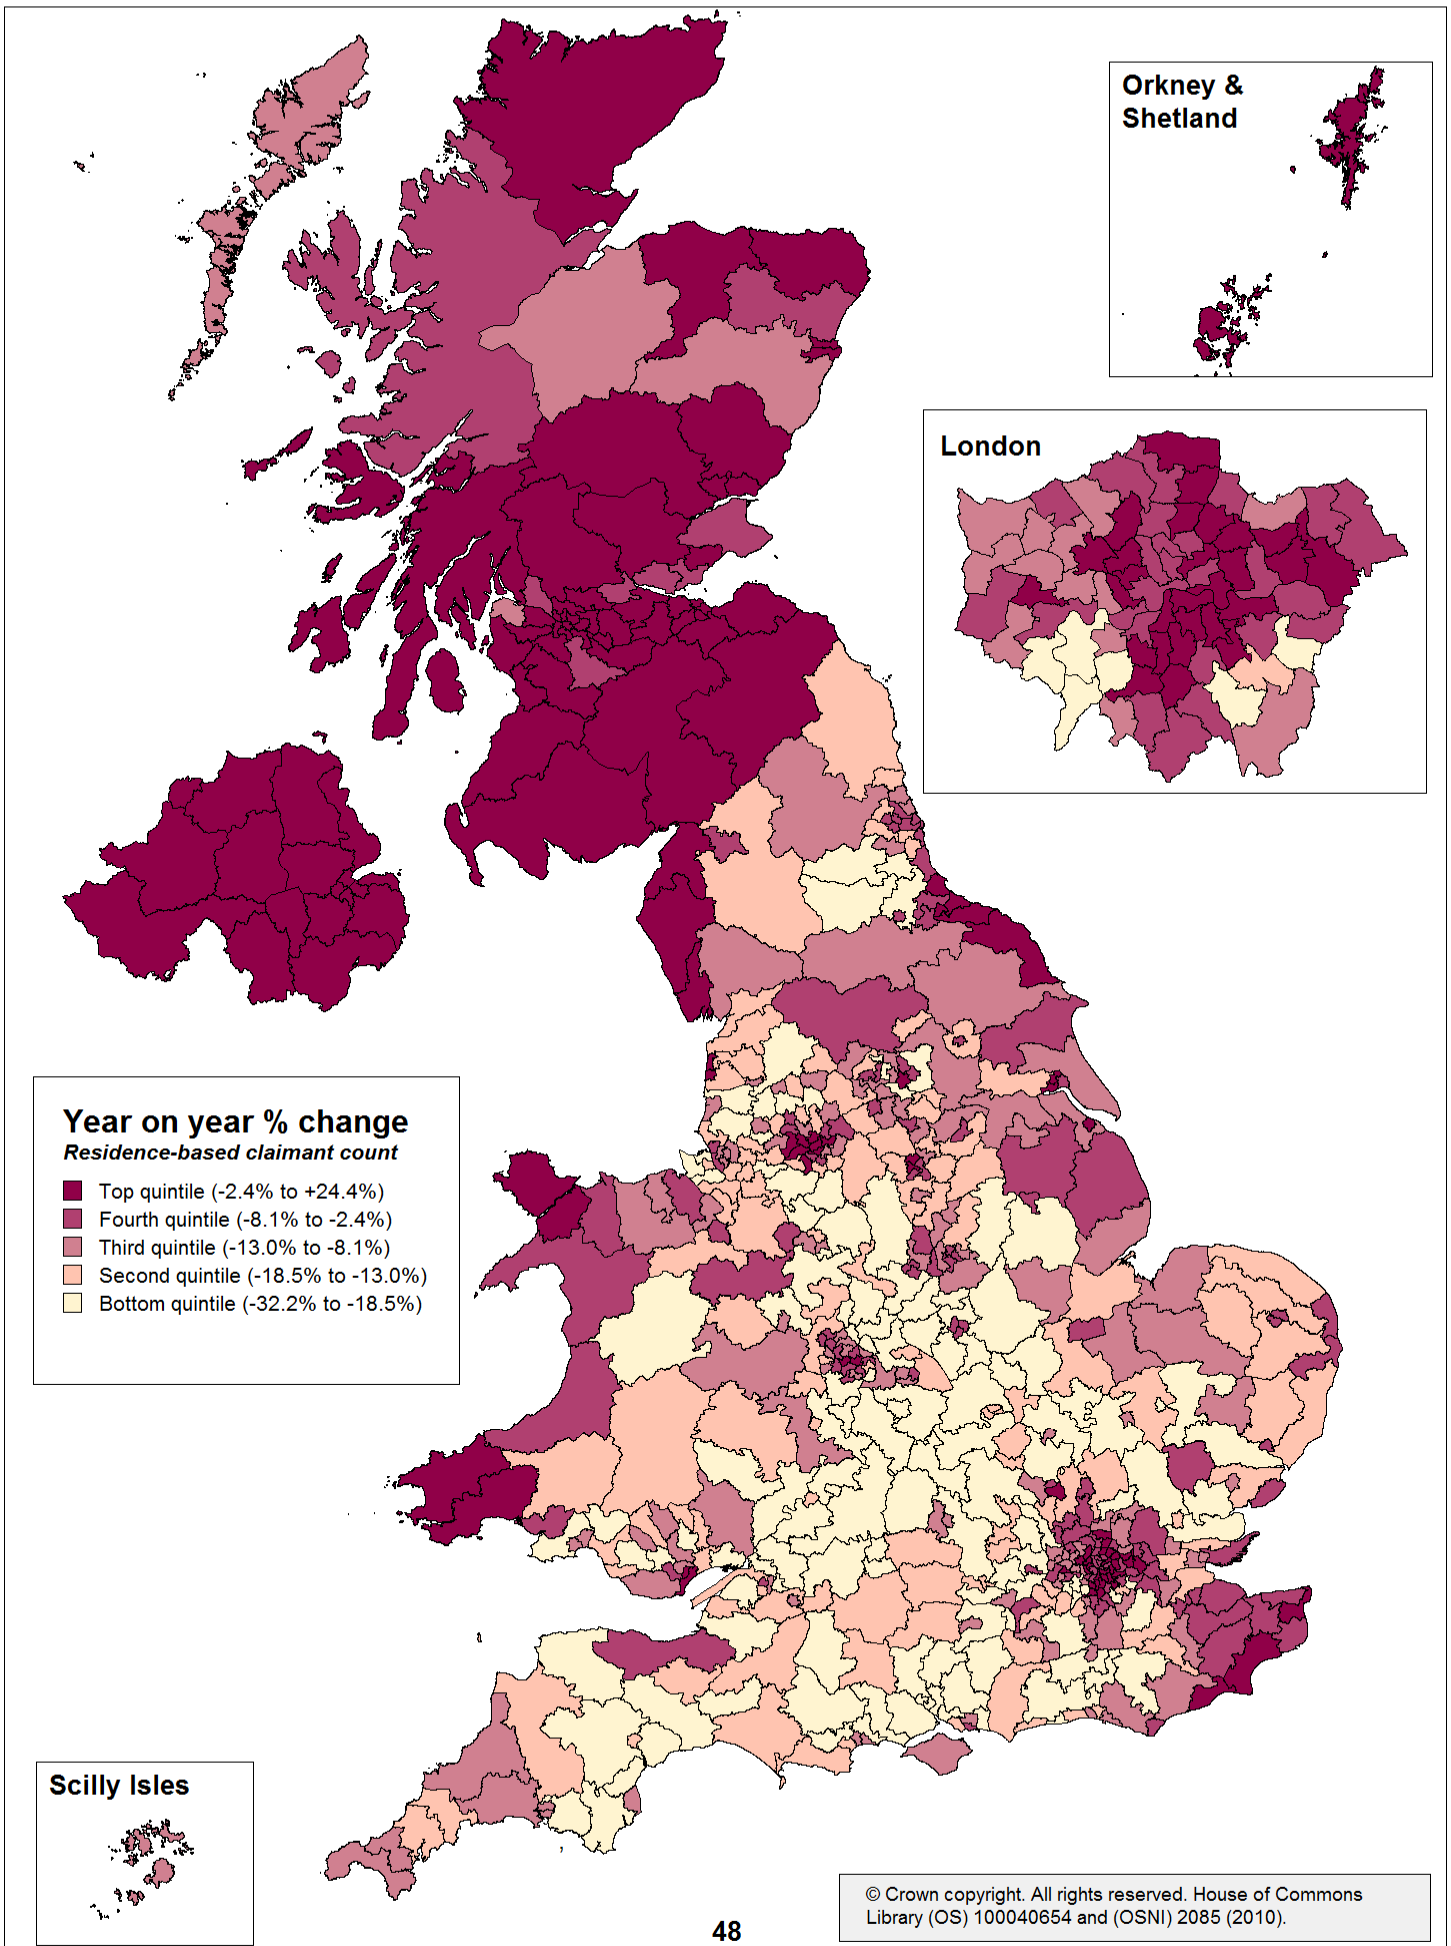 Orkney &
Shetland
London
Year on year % change
Residence-based claimant count
Top quintile (-2.4% to +24.4%)
Fourth quintile (-8.1% to -2.4%)
Third quintile (-13.0% to -8.1%)
Second quintile (-18.5% to -13.0%)
Bottom quintile (-32.2% to -18.5%)
Scilly Isles
© Crown copyright. All rights reserved. House of Commons
Library (OS) 100040654 and (OSNI) 2085 (2010).
48